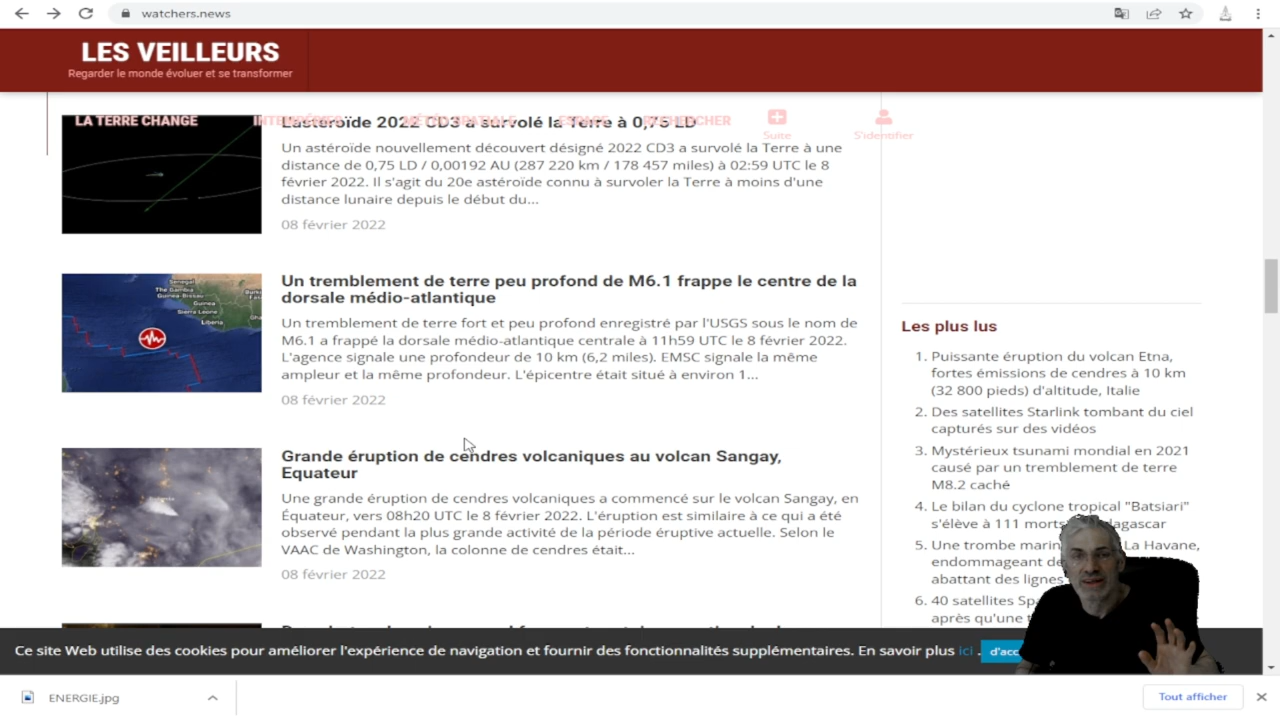 watchers.news
LES VEILLEURS
Regarder le monde évoluer et se transformer
LA TERRE CHANGE
RECHERCHER
Suite
S'identifier
L'astéroïde 2022 CD3 a survolé la Terre à 0,75 LD
Un astéroïde nouvellement découvert désigné 2022 CD3 a survolé la Terre à une
distance de 0,75 LD / 0,00192 AU (287 220 km / 178 457 miles) à 02:59 UTC le 8
février 2022. Il s'agit du 20e astéroïde connu à survoler la Terre à moins d'une
distance lunaire depuis le début du...
08 février 2022
Senegal
The Gambia
Guinea-Bissau
Guinea
Sierra Leone
Liberia
Un tremblement de terre peu profond de M6.1 frappe le centre de la
dorsale médio-atlantique
Un tremblement de terre fort et peu profond enregistré par l'USGS sous le nom de
M6.1 a frappé la dorsale médio-atlantique centrale à 11h59 UTC le 8 février 2022.
L'agence signale une profondeur de 10 km (6,2 miles). EMSC signale la même
ampleur et la même profondeur. L'épicentre était situé à environ 1...
08 février 2022
Grande éruption de cendres volcaniques au volcan Sangay,
Equateur
Une grande éruption de cendres volcaniques a commencé sur le volcan Sangay, en
Équateur, vers 08h20 UTC le 8 février 2022. L'éruption est similaire à ce qui a été
observé pendant la plus grande activité de la période éruptive actuelle. Selon le
VAAC de Washington, la colonne de cendres était...
08 février 2022
Les plus lus
1. Puissante éruption du volcan Etna,
fortes émissions de cendres à 10 km
(32 800 pieds) d'altitude, Italie
2. Des satellites Starlink tombant du ciel
capturés sur des vidéos
3. Mystérieux tsunami mondial en 2021
causé par un tremblement de terre
M8.2 caché
4. Le bilan du cyclone tropical "Batsiari"
s'élève à 111 morts
5. Une trombe La Havane,
endommageant
abattant des lignes
6. 40 satellites
après qu'une
Ce site Web utilise des cookies pour améliorer l'expérience de navigation et fournir des fonctionnalités supplémentaires. En savoir plus ici .
ENERGIE.jpg
Tout afficher